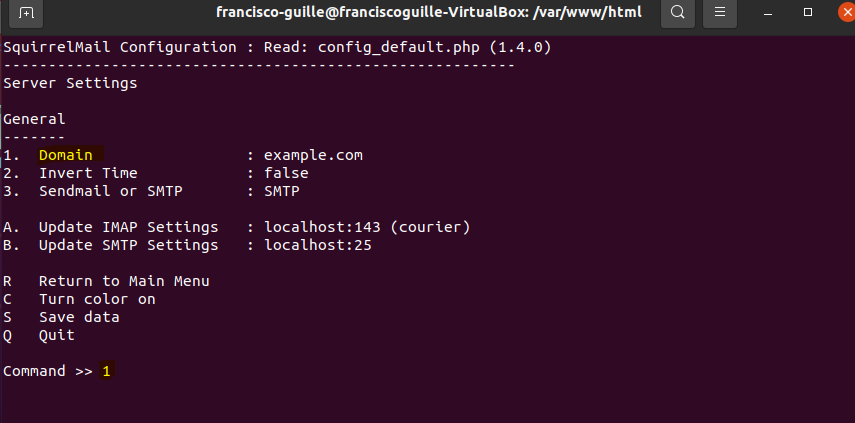 francisco-guille@franciscoguille-VirtualBox: /var/www/html
SquirrelMail Configuration : Read: config_default.php (1.4.0)
---------------------------------------------------------
Server Settings
General
-------
1.  Domain                 : example.com
2.  Invert Time            : false
3.  Sendmail or SMTP       : SMTP
A.  Update IMAP Settings   : localhost:143 (courier)
B.  Update SMTP Settings   : localhost:25
R   Return to Main Menu
C   Turn color on
S   Save data
Q   Quit
Command >> 1